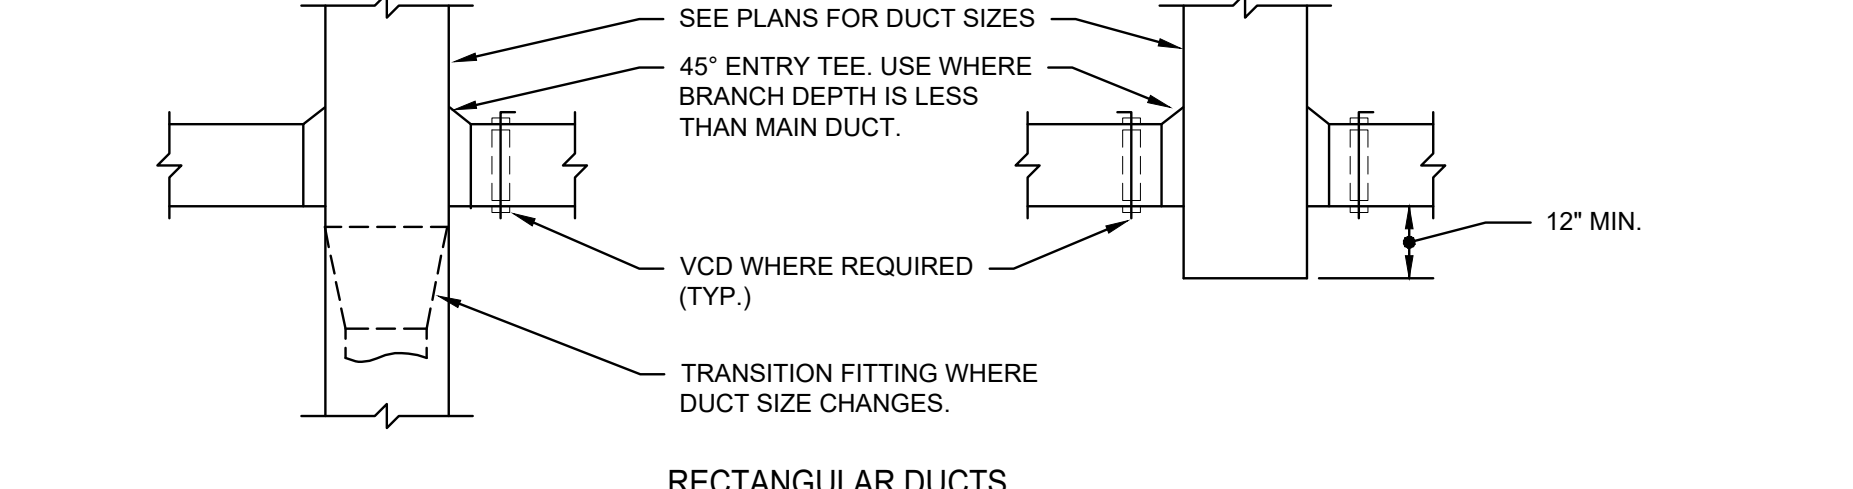 SEE PLANS FOR DUCT SIZES
45° ENTRY TEE. USE WHERE
BRANCH DEPTH IS LESS
THAN MAIN DUCT.
12" MIN.
VCD WHERE REQUIRED
(TYP.)
TRANSITION FITTING WHERE
DUCT SIZE CHANGES.
RECTANGULAR DUCTS